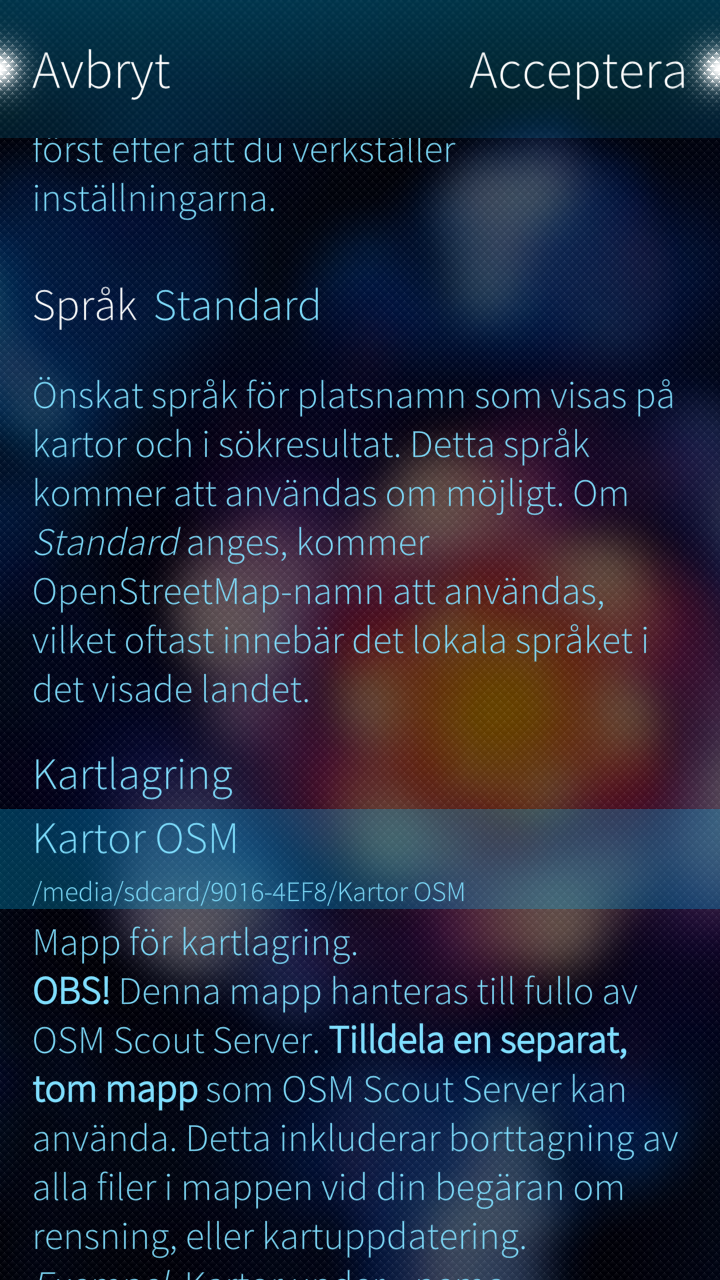 Avbryt Acceptera
först efter att du verkställer
inställningarna.
Språk Standard
Önskat språk för platsnamn som visas på
kartor och i sökresultat. Detta språk
kommer att användas om möjligt. Om
Standard anges, kommer
OpenStreetMap-namn att användas,
vilket oftast innebär det lokala språket i
det visade landet.
Kartlagring
Kartor OSM
/media/sdcard/9016-4EF8/Kartor OSM
Mapp för kartlagring.
OBS! Denna mapp hanteras till fullo av
OSM Scout Server. Tilldela en separat,
tom mapp som OSM Scout Server kan
använda. Detta inkluderar borttagning av
alla filer i mappen vid din begäran om
rensning, eller kartuppdatering.